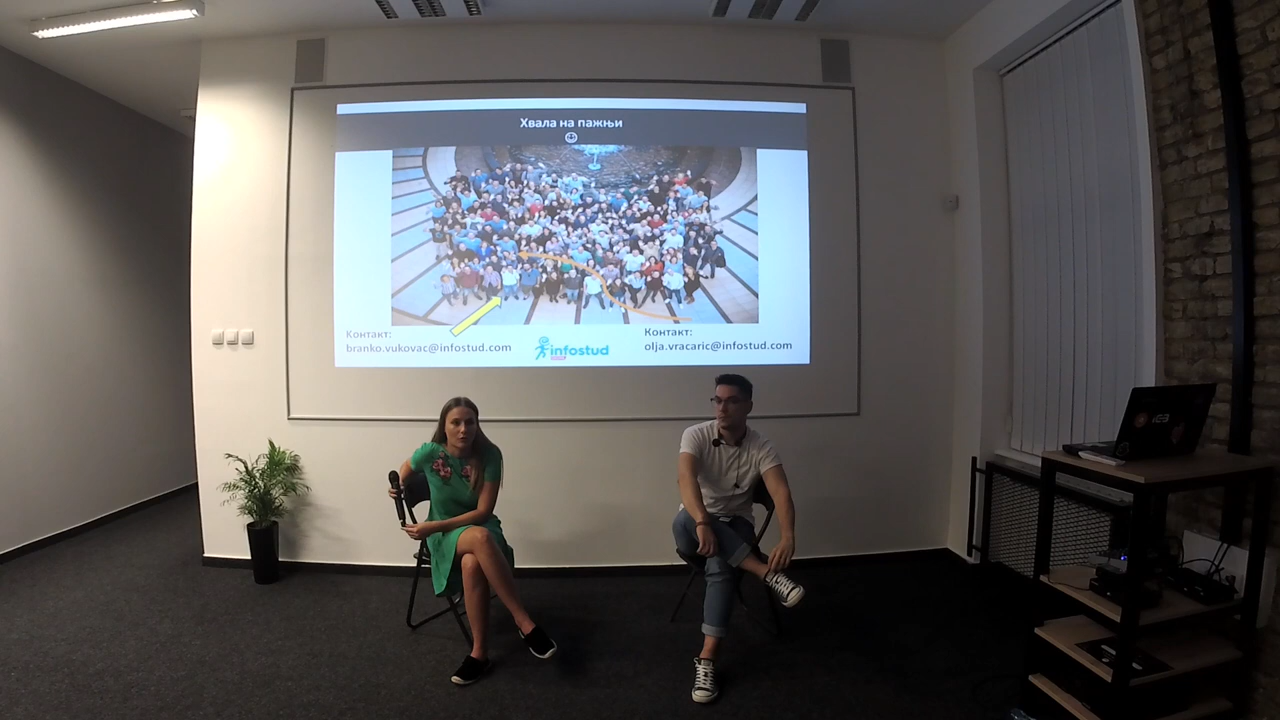 Хвала на пажњи
Контакт:
branko.vukovac@infostud.com
infostud
Контакт:
olja.vracaric@infostud.com